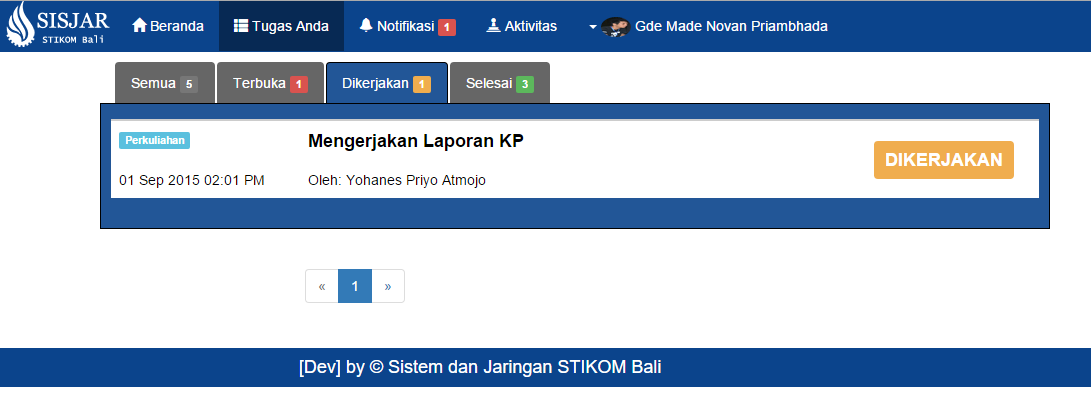 SISJAR
STIKOM Bali
Beranda
Tugas Anda
Notifikasi 1
Aktivitas
Gde Made Novan Priambhada
Semua 5
Terbuka 1
Dikerjakan 1
Selesai 3
Perkuliahan
Mengerjakan Laporan KP
DIKERJAKAN
01 Sep 2015 02:01 PM
Oleh: Yohanes Priyo Atmojo
« 1 »
[Dev] by © Sistem dan Jaringan STIKOM Bali